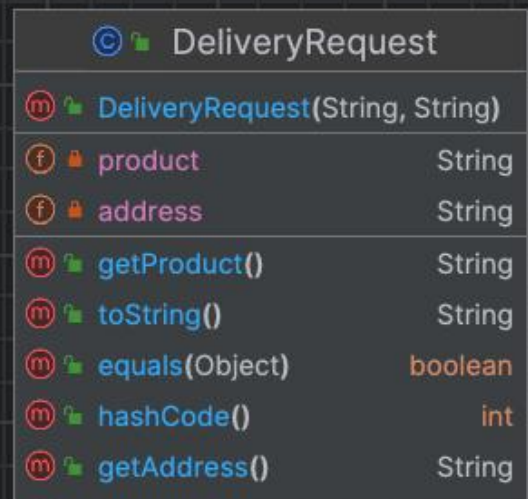 DeliveryRequest
DeliveryRequest(String, String)
product String
address String
getProduct() String
toString() String
equals(Object) boolean
hashCode() int
getAddress() String